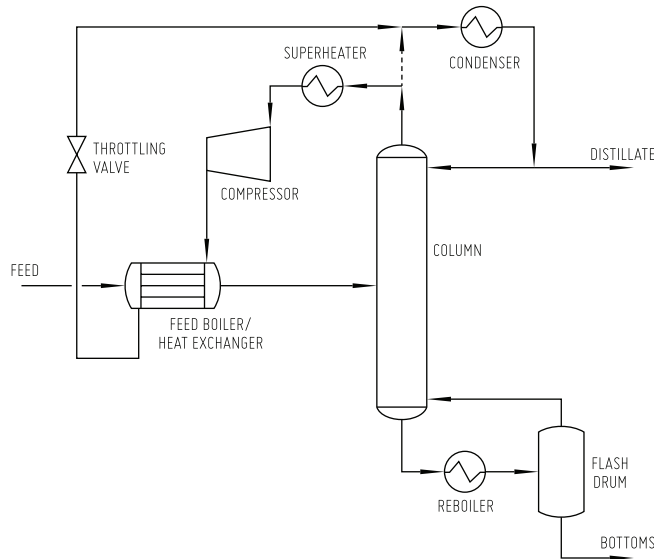 SUPERHEATER
CONDENSER
THROTTLING
VALVE
COMPRESSOR
DISTILLATE
COLUMN
FEED
FEED BOILER/
HEAT EXCHANGER
REBOILER
FLASH
DRUM
BOTTOMS